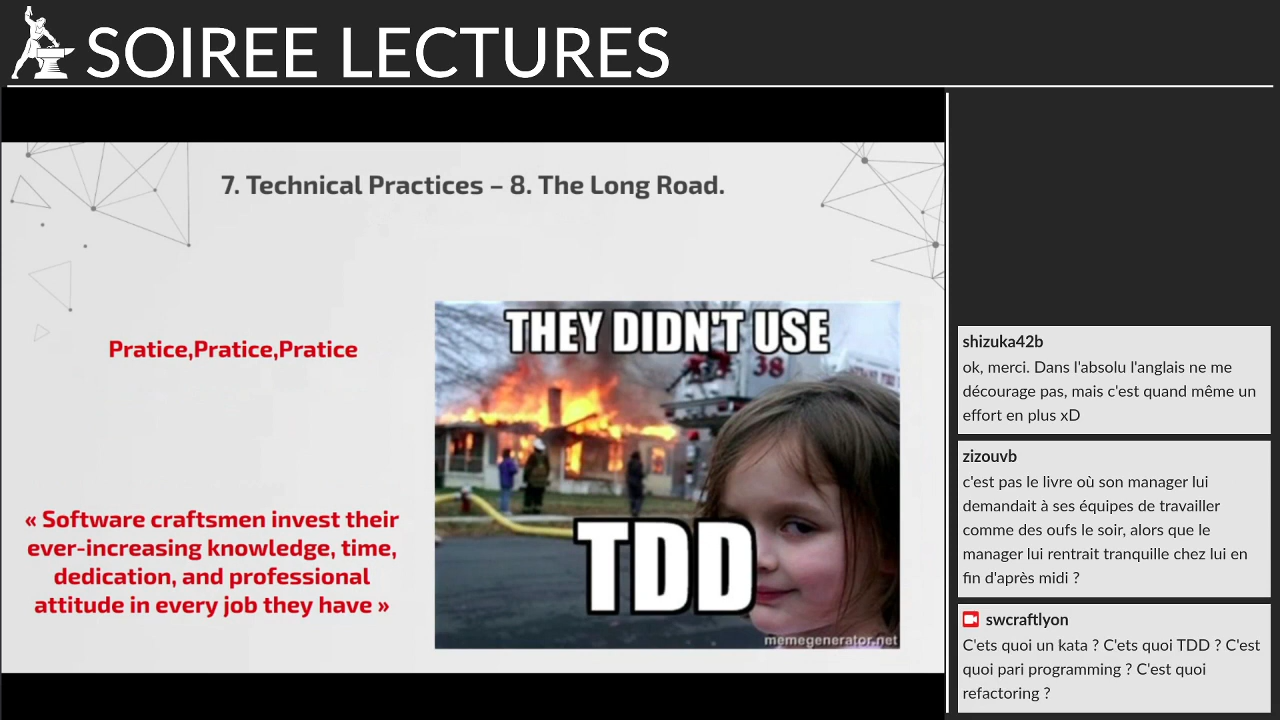 SOIREE LECTURES
7. Technical Practices – 8. The Long Road.
Pratice,Pratice,Pratice
« Software craftsmen invest their
ever-increasing knowledge, time,
dedication, and professional
attitude in every job they have »
THEY DIDN'T USE
38
TDD
memegenerator.net
shizuka42b
ok, merci. Dans l'absolu l'anglais ne me
décourage pas, mais c'est quand même un
effort en plus xD
zizouvb
c'est pas le livre où son manager lui
demandait à ses équipes de travailler
comme des oufs le soir, alors que le
manager lui rentrait tranquille chez lui en
fin d'après midi ?
swcraftlyon
C'ets quoi un kata ? C'ets quoi TDD ? C'est
quoi pari programming ? C'est quoi
refactoring ?